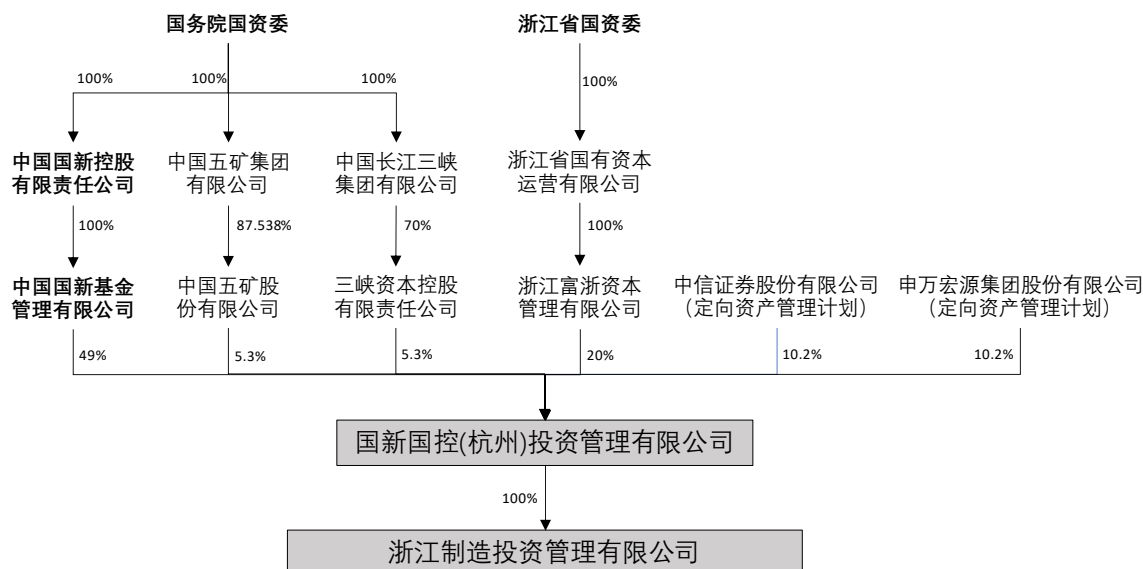 国务院国资委
浙江省国资委
100%
100%
100%
100%
中国国新控股
有限责任公司
中国五矿集团
有限公司
中国长江三峡
集团有限公司
浙江省国有资本
运营有限公司
100%
87.538%
70%
100%
中国国新基金
管理有限公司
中国五矿股
份有限公司
三峡资本控股
有限责任公司
浙江富浙资本
管理有限公司
中信证券股份有限公司
（定向资产管理计划）
申万宏源集团股份有限公司
（定向资产管理计划）
49%
5.3%
5.3%
20%
10.2%
10.2%
国新国控(杭州)投资管理有限公司
100%
浙江制造投资管理有限公司